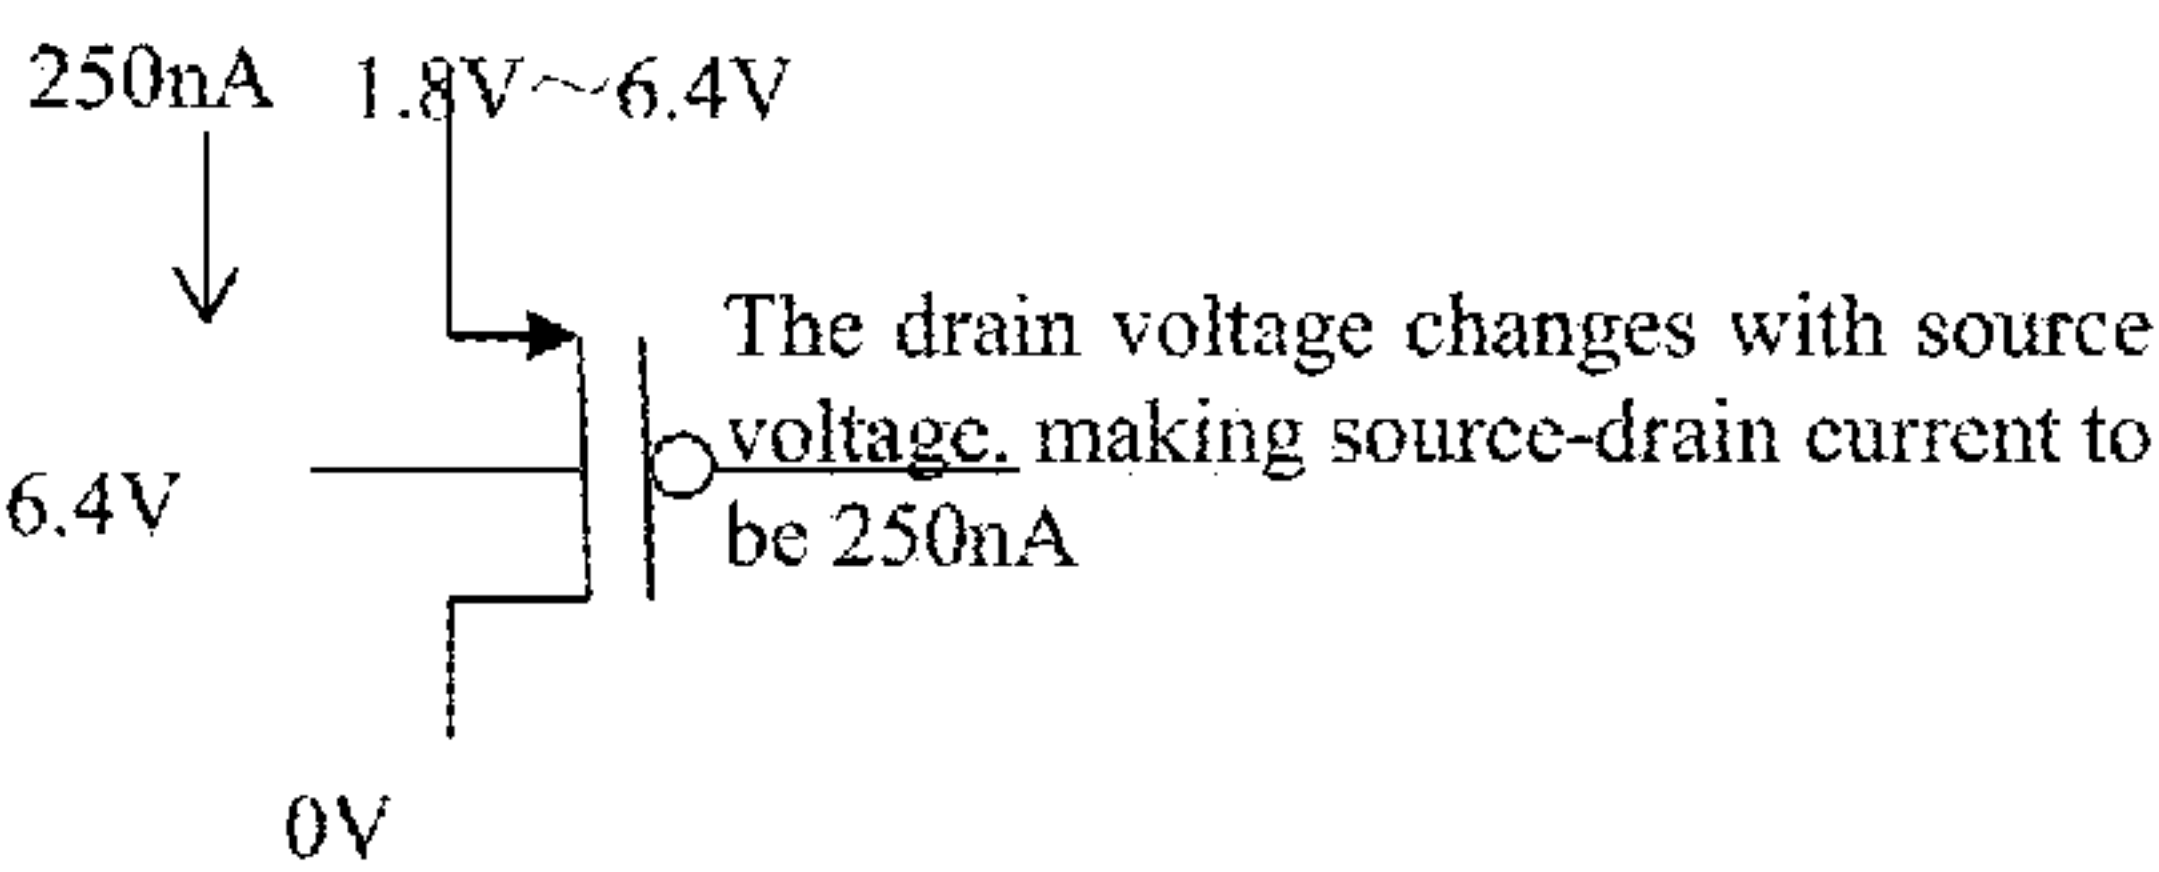 250nA
1.8V～6.4V
The drain voltage changes with source
voltage. making source-drain current to
be 250nA
6.4V
0V